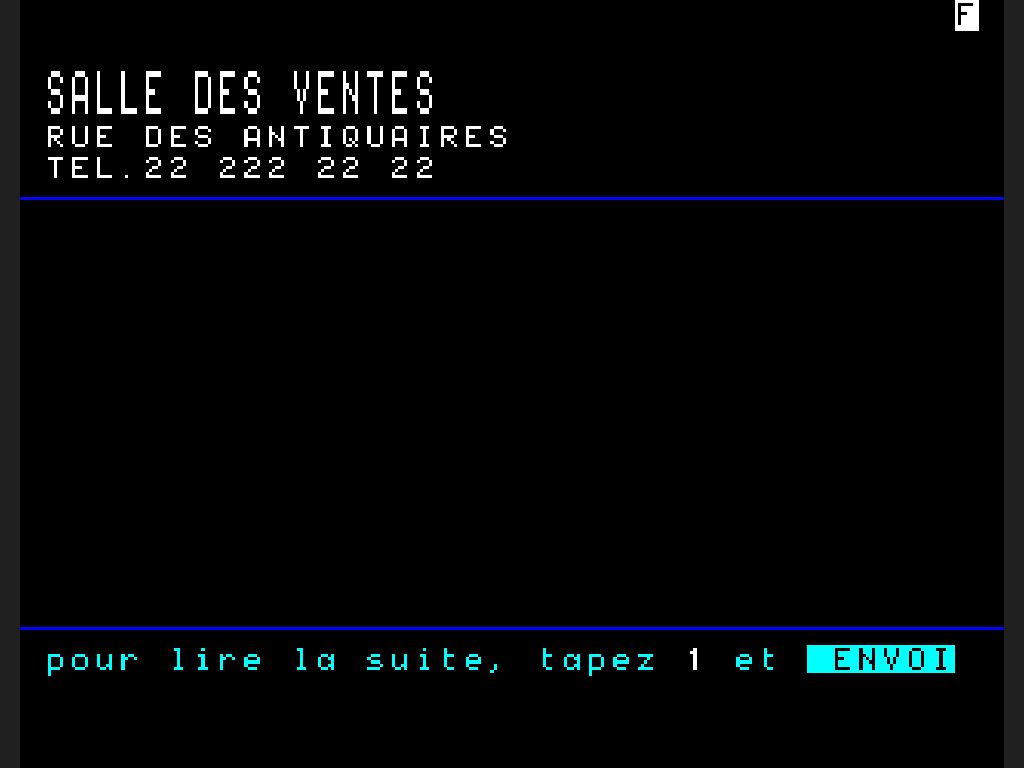 F
SALLE DES VENTES
RUE DES ANTIQUAIRES
TEL.22 222 22 22
pour lire la suite, tapez 1 et ENVOI